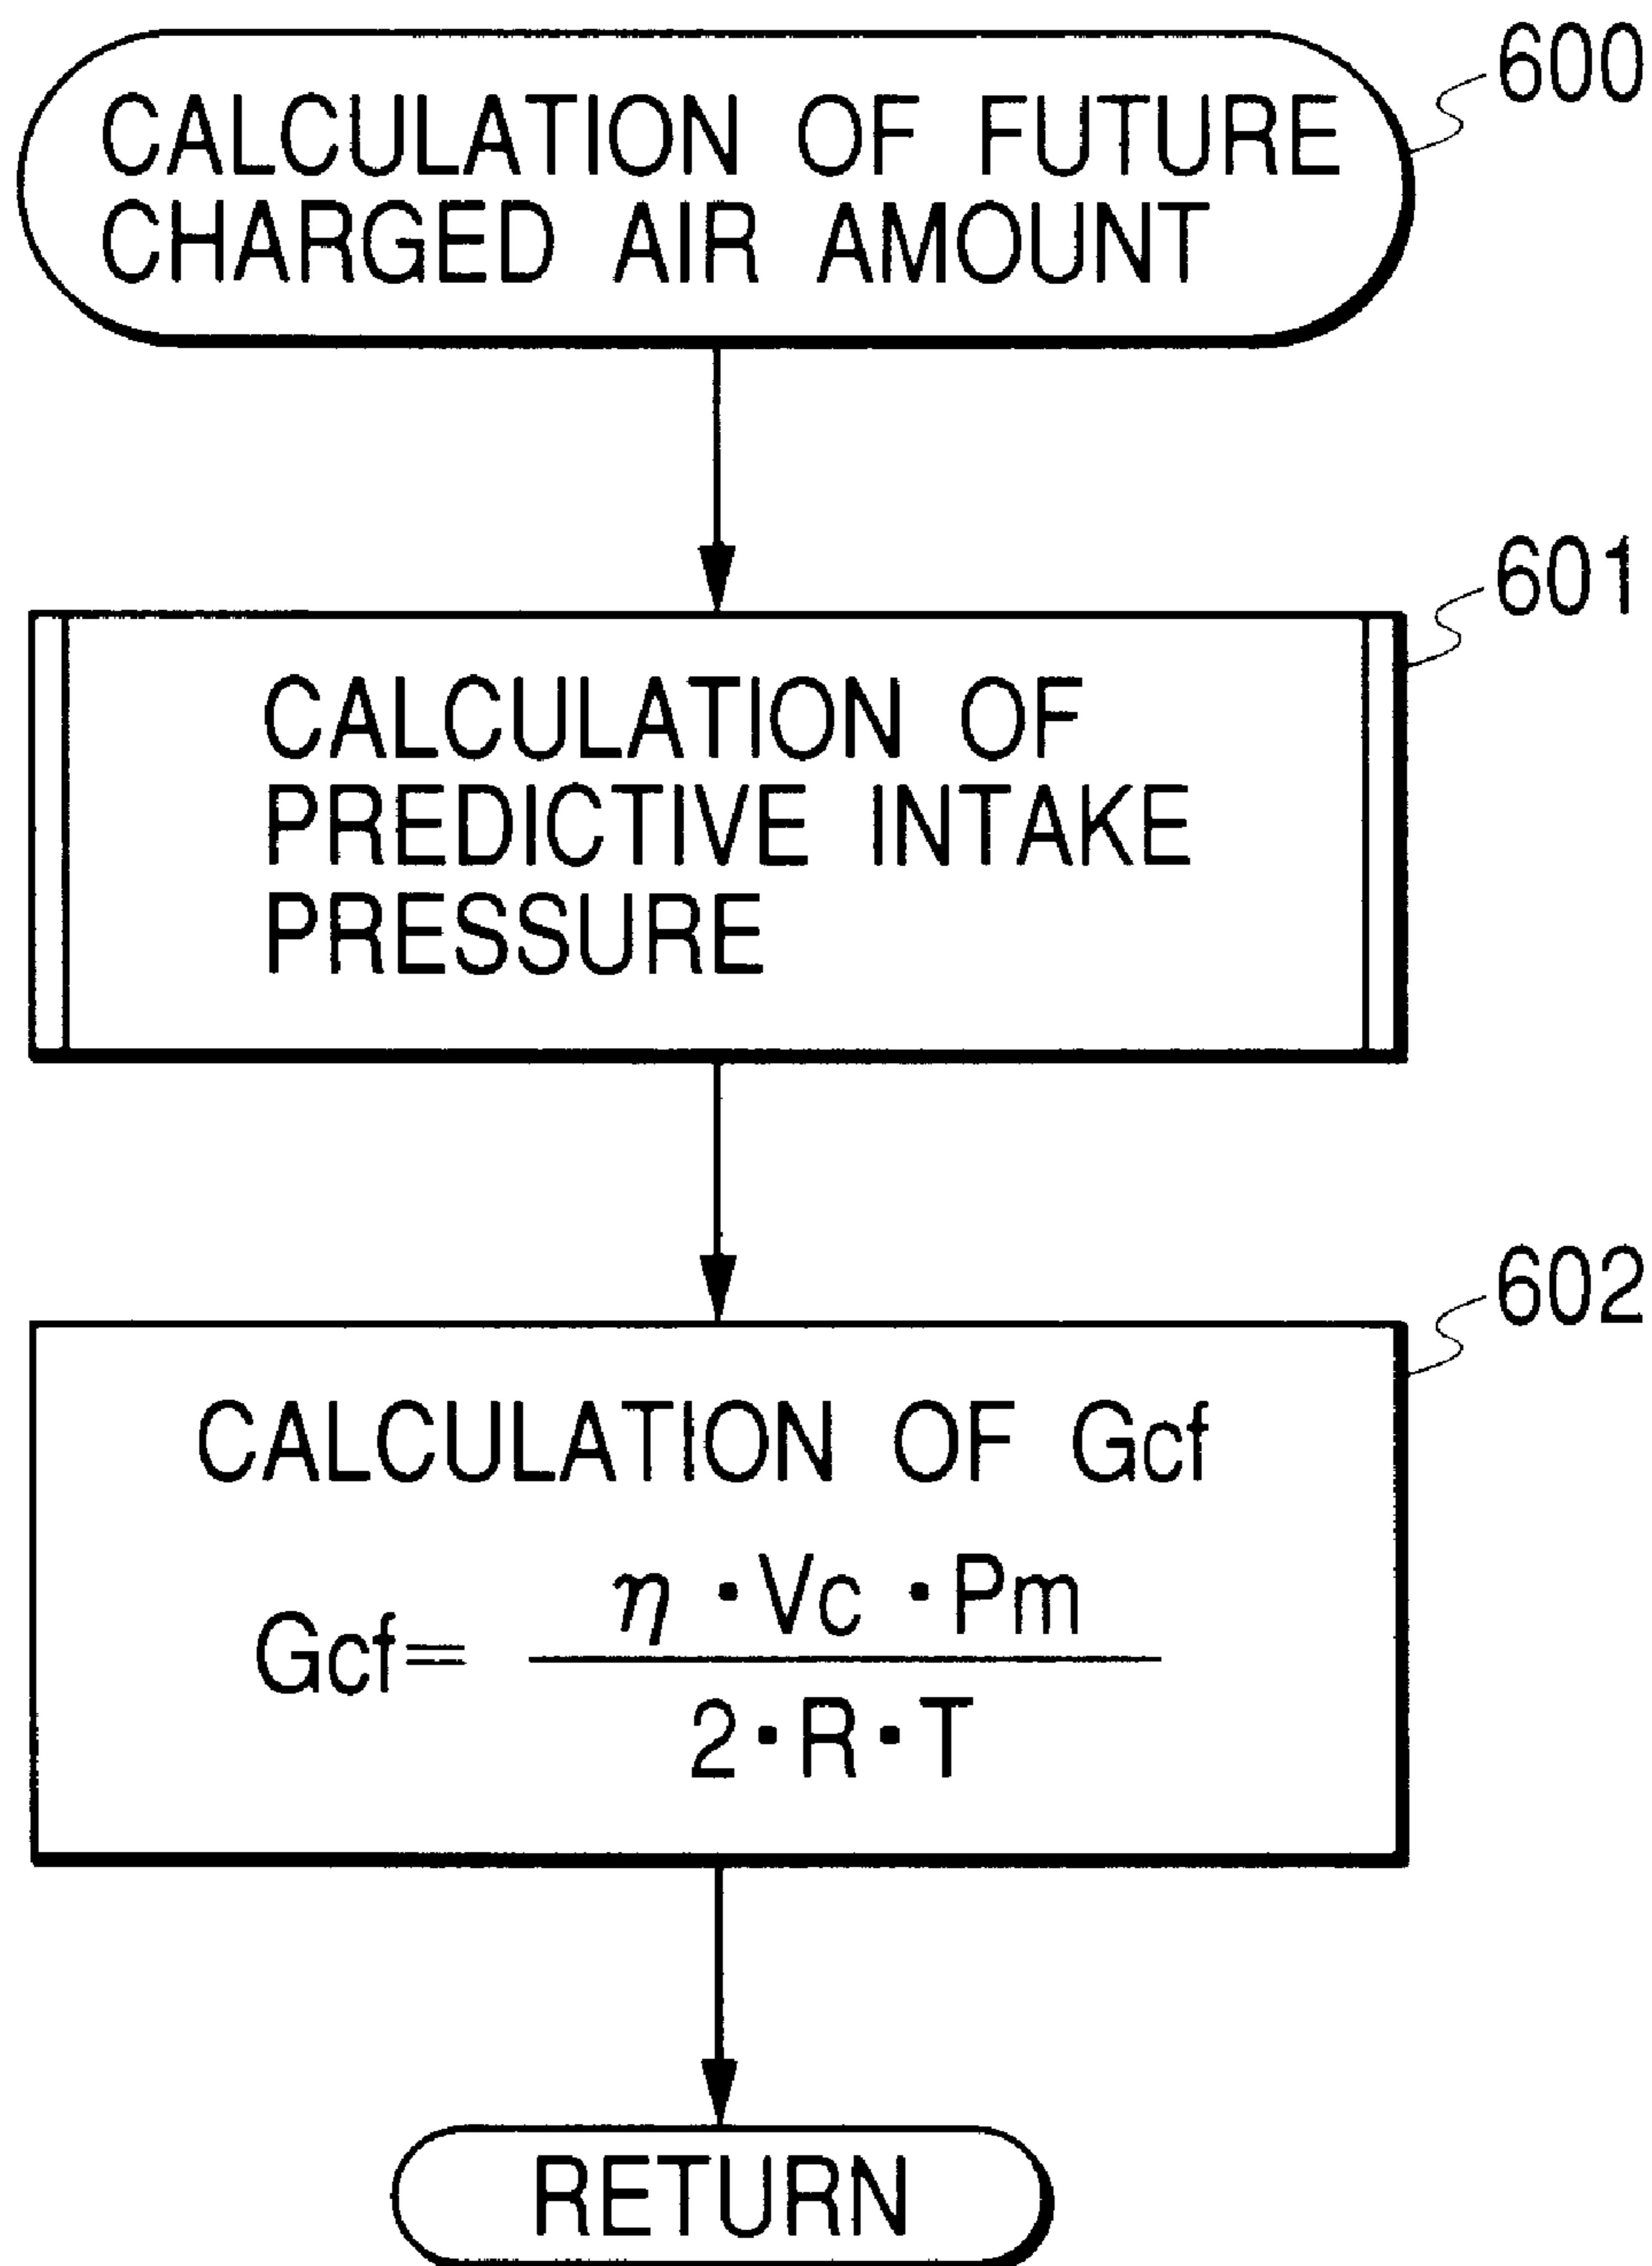 CALCULATION OF FUTURE
CHARGED AIR AMOUNT
600
CALCULATION OF
PREDICTIVE INTAKE
PRESSURE
601
CALCULATION OF Gcf
Gcf= η・Vc・Pm / 2・R・T
602
RETURN